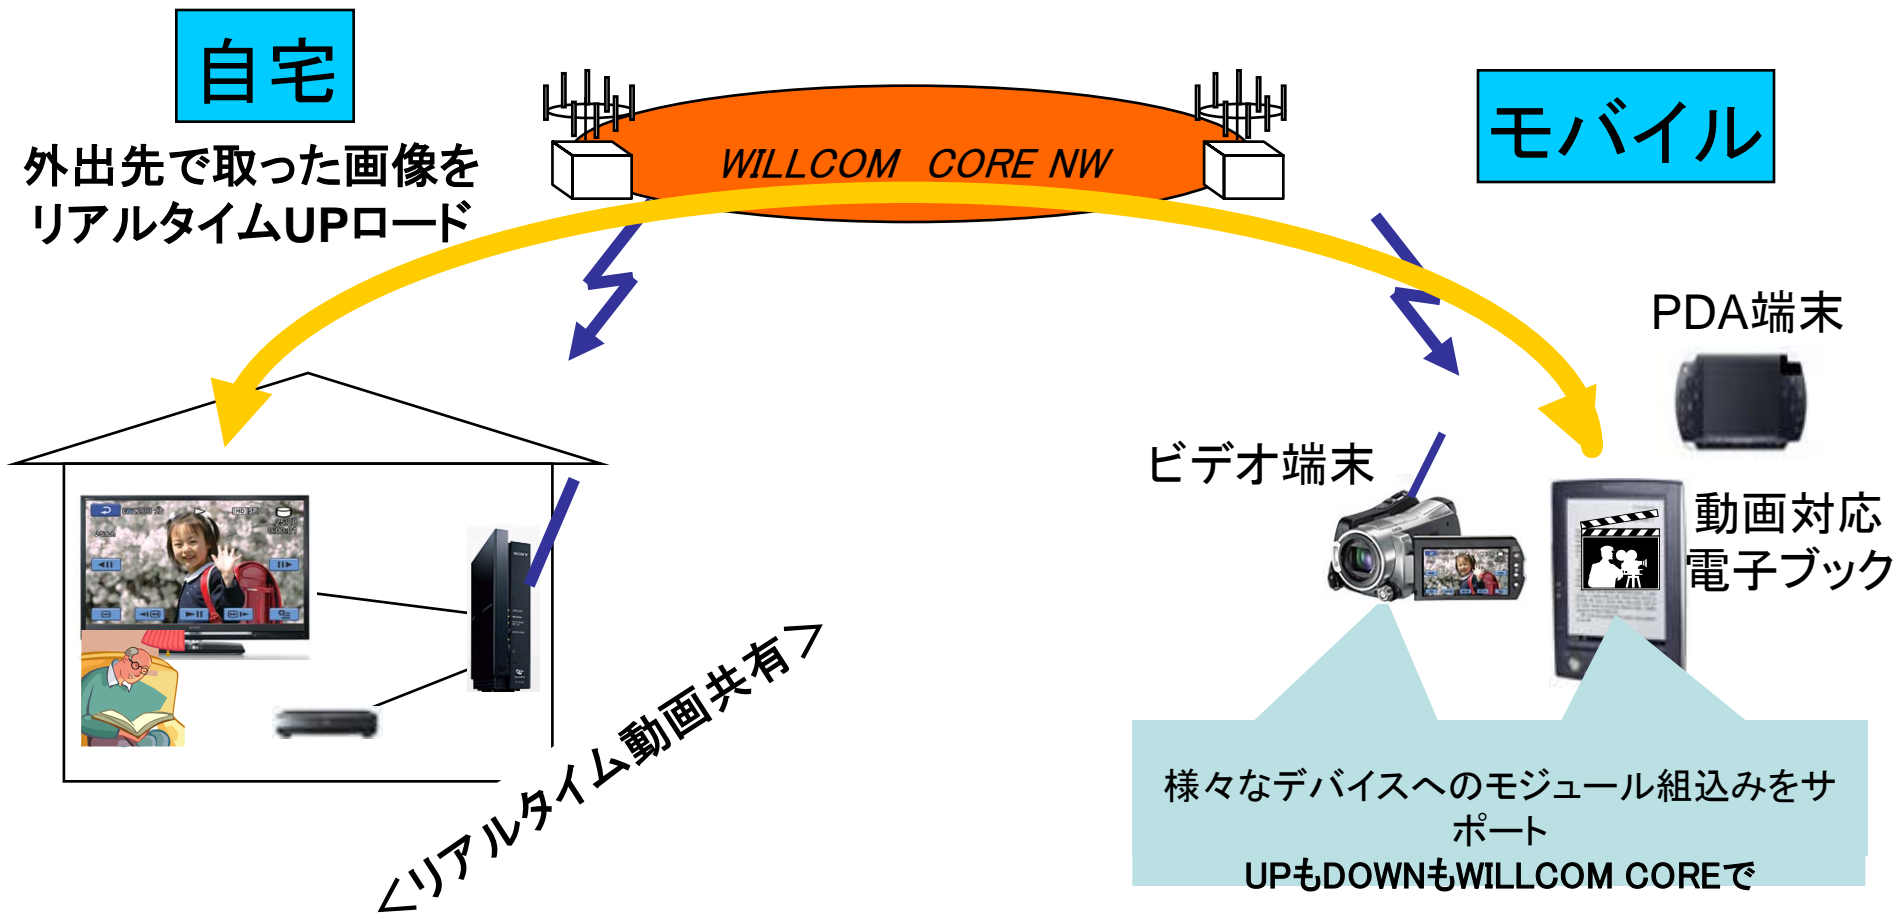 自宅
外出先で取った画像を
リアルタイムUPロード
WILLCOM CORE NW
モバイル
PDA端末
ビデオ端末
動画対応
電子ブック
SONY
<リアルタイム動画共有>
様々なデバイスへのモジュール組込みをサ
ポート
UPもDOWNもWILLCOM COREで